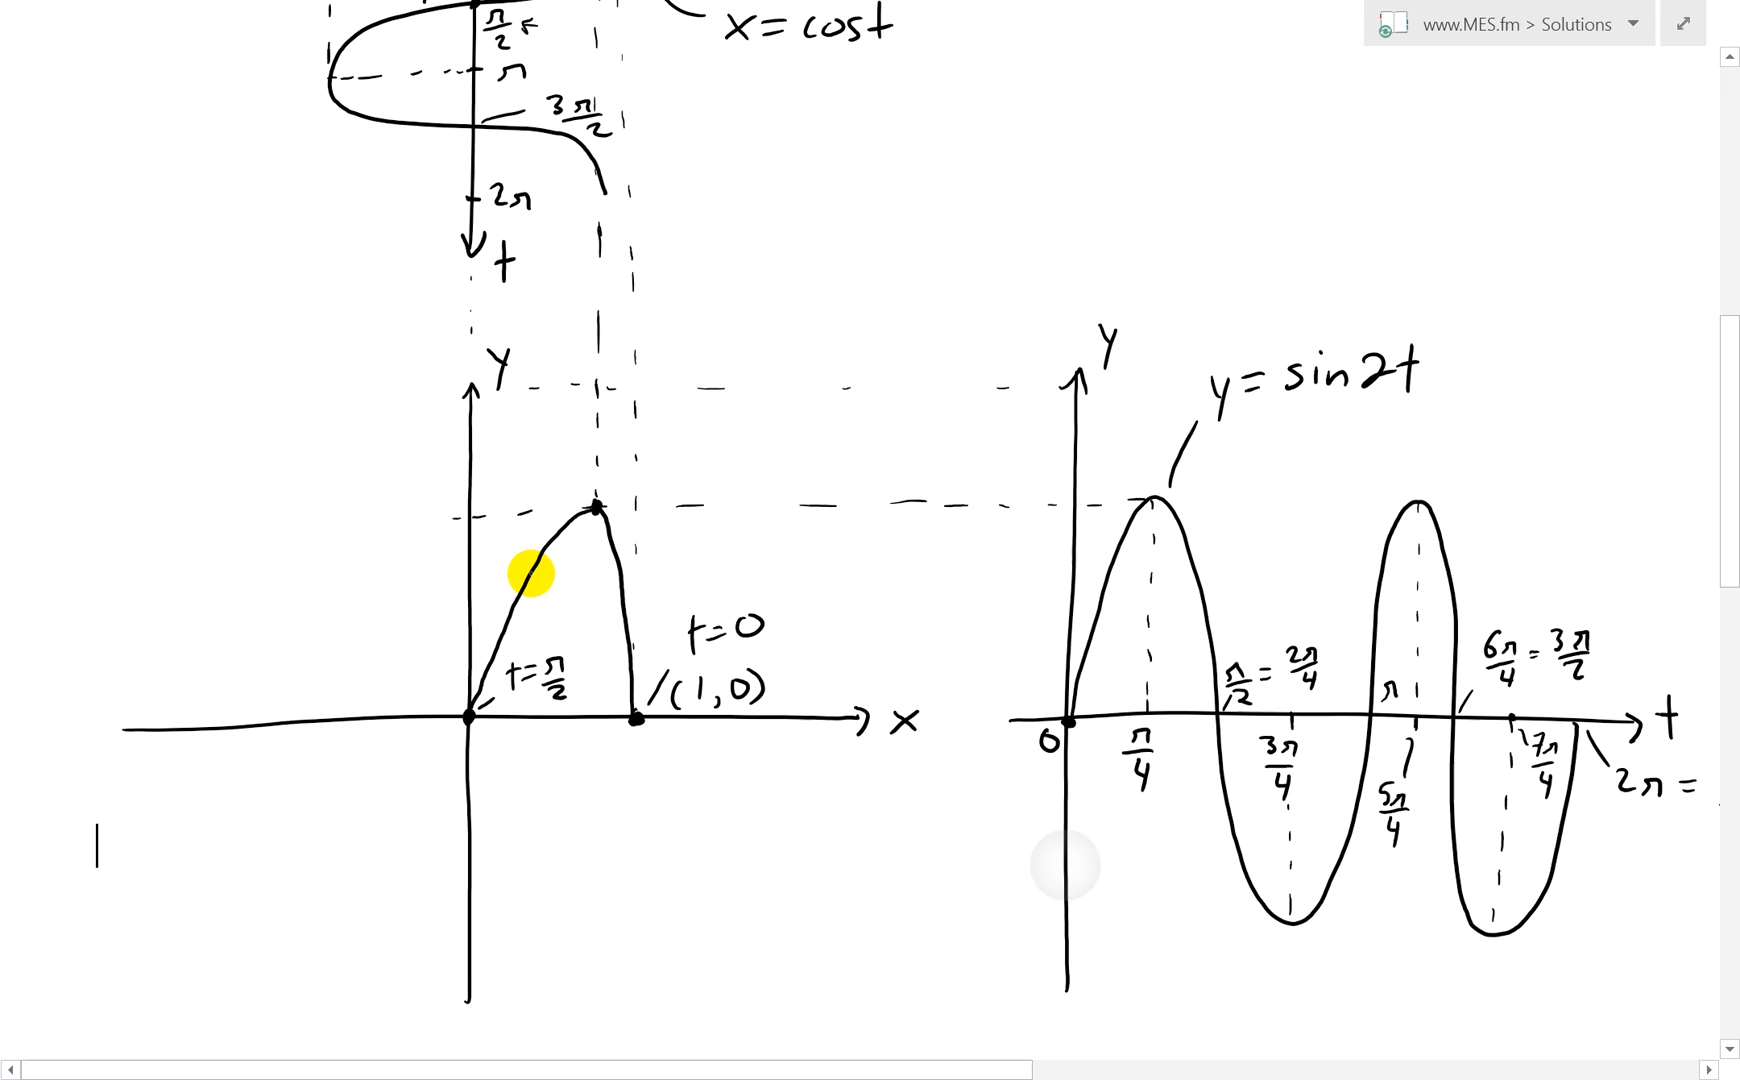 π/2
x = cost
www.MES.fm > Solutions
π
3π/2
2π
t
y
y
y = sin2t
t=0
t=π/2
(1,0)
x
0
π/4
π/2 = 2π/4
3π/4
π
5π/4
6π/4 = 3π/2
7π/4
t
2π =